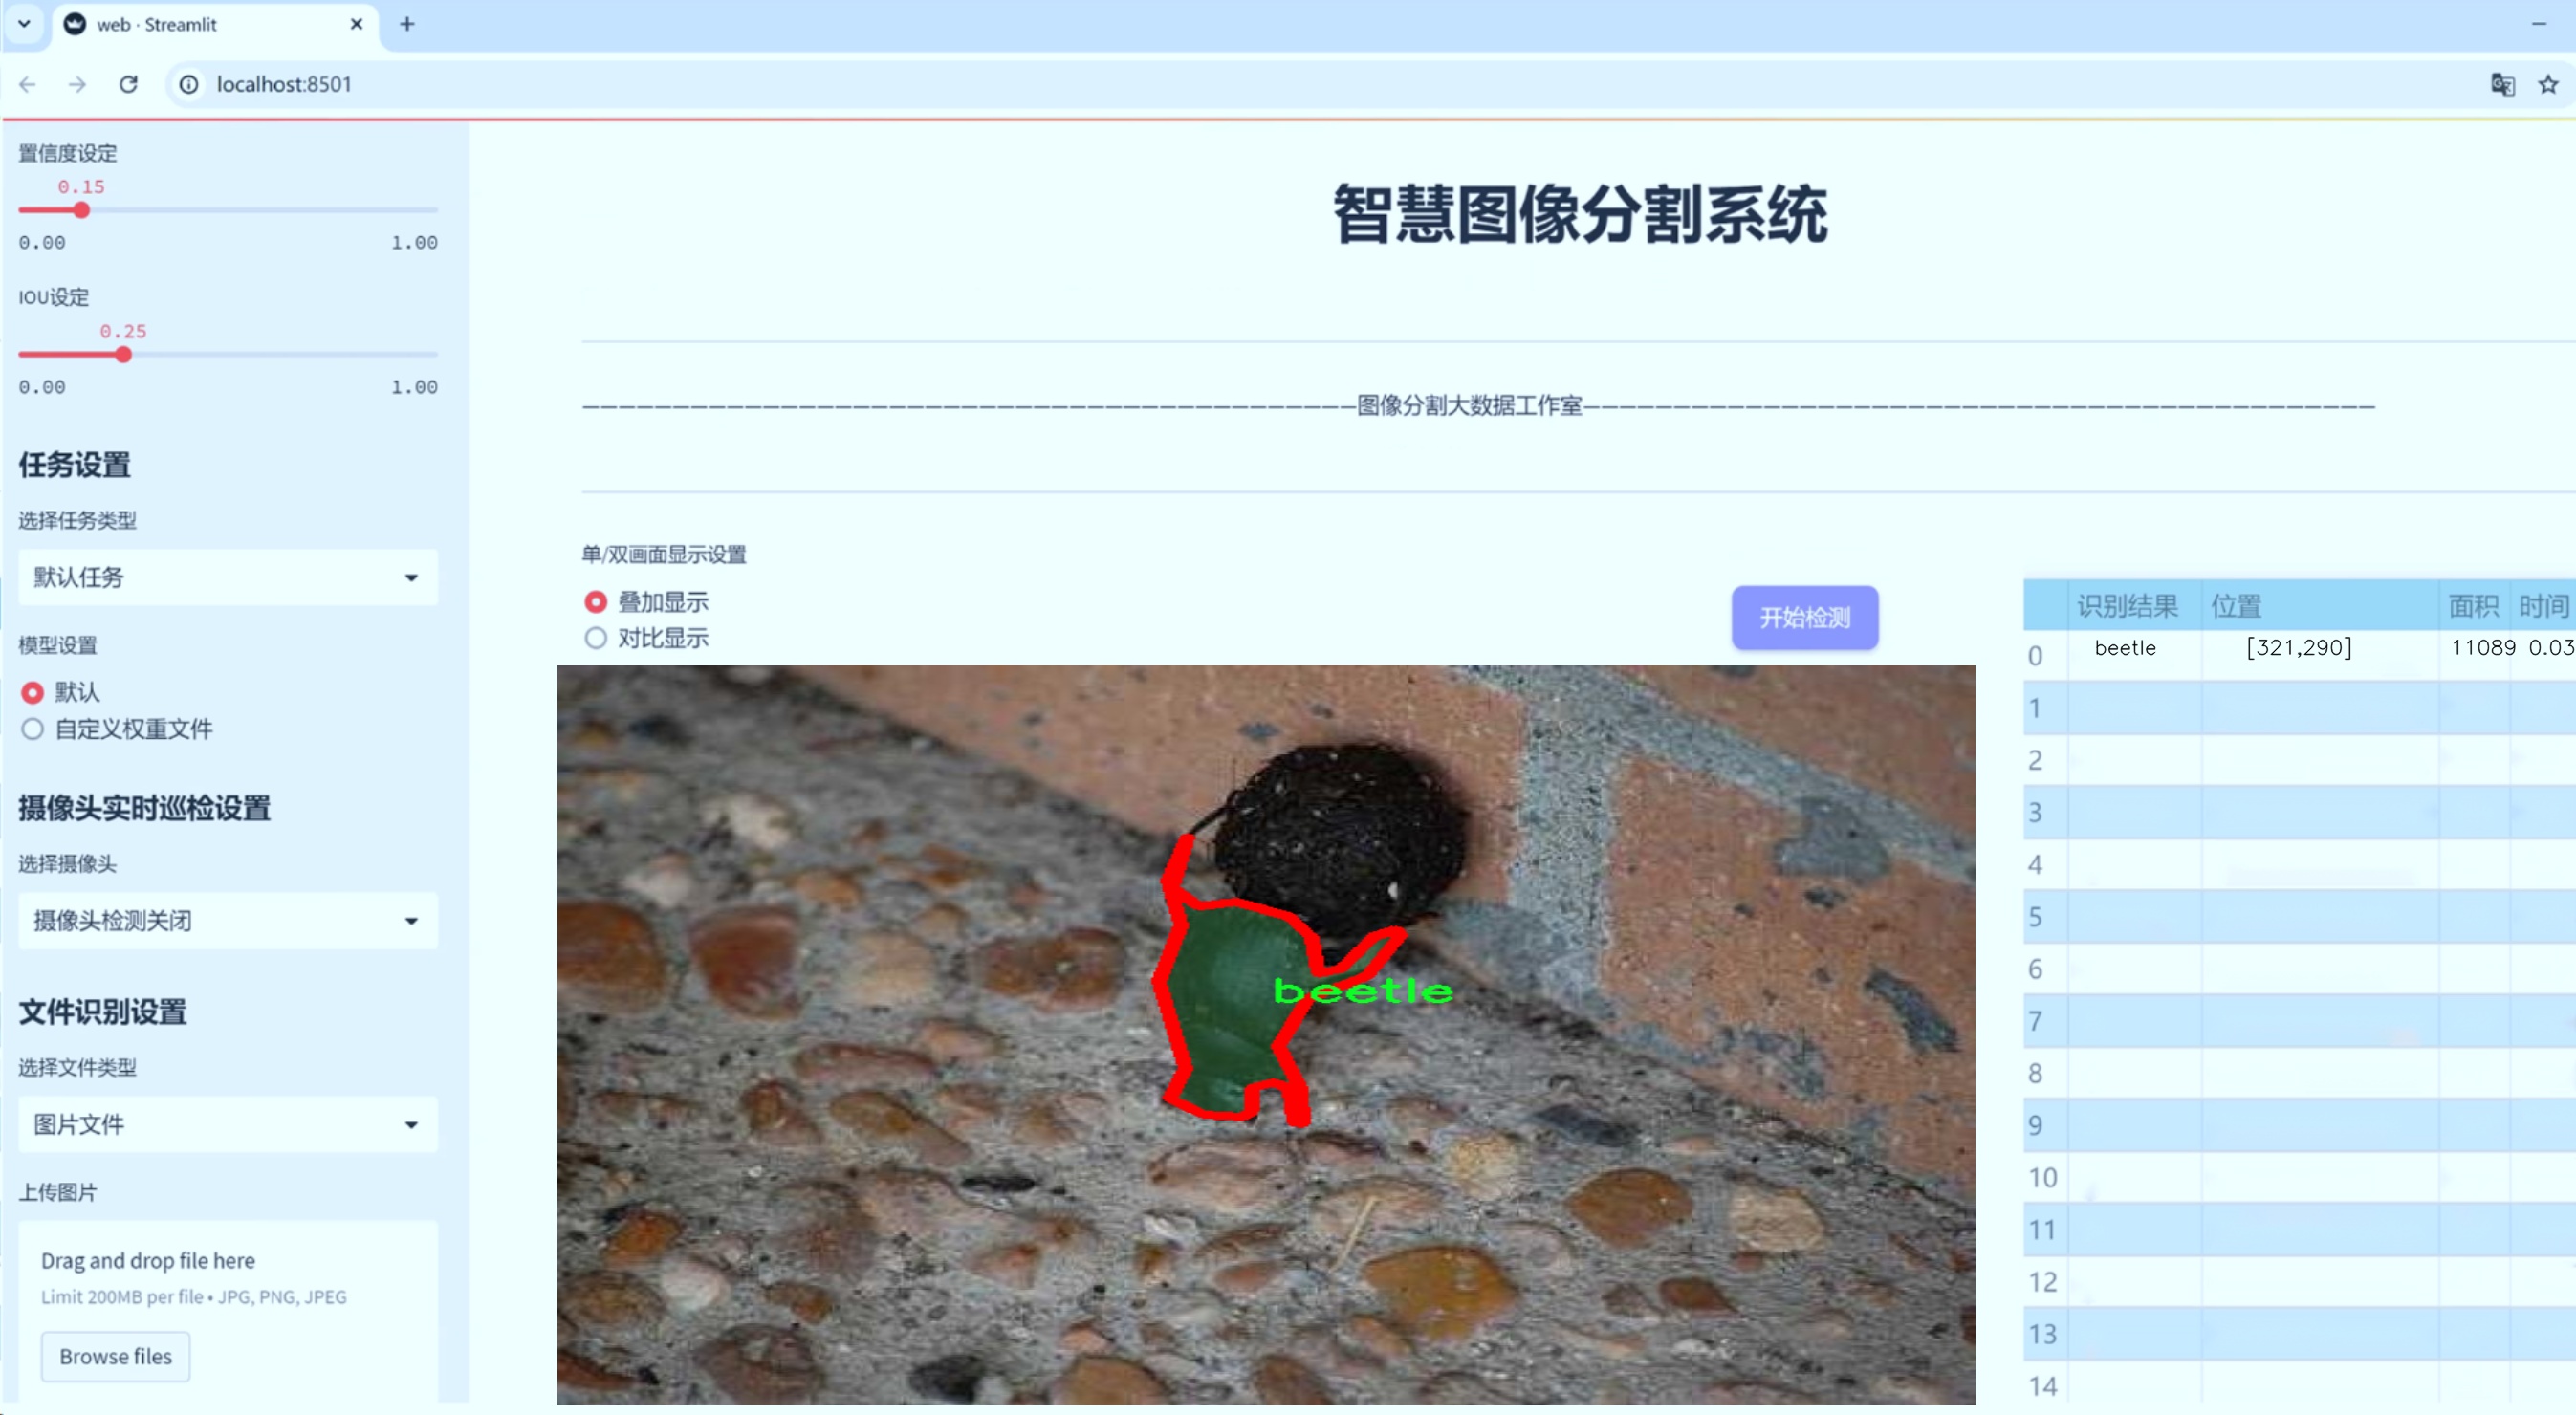 web · Streamlit
localhost:8501
置信度设定
0.15
0.00 1.00
IOU设定
0.25
0.00 1.00
任务设置
选择任务类型
默认任务
模型设置
默认
自定义权重文件
摄像头实时巡检设置
选择摄像头
摄像头检测关闭
文件识别设置
选择文件类型
图片文件
上传图片
Drag and drop file here
Limit 200MB per file • JPG, PNG, JPEG
Browse files
智慧图像分割系统
图像分割大数据工作室
单/双画面显示设置
叠加显示
对比显示
开始检测
beetle
识别结果 位置 面积 时间
0 beetle [321,290] 11089 0.03
1
2
3
4
5
6
7
8
9
10
11
12
13
14